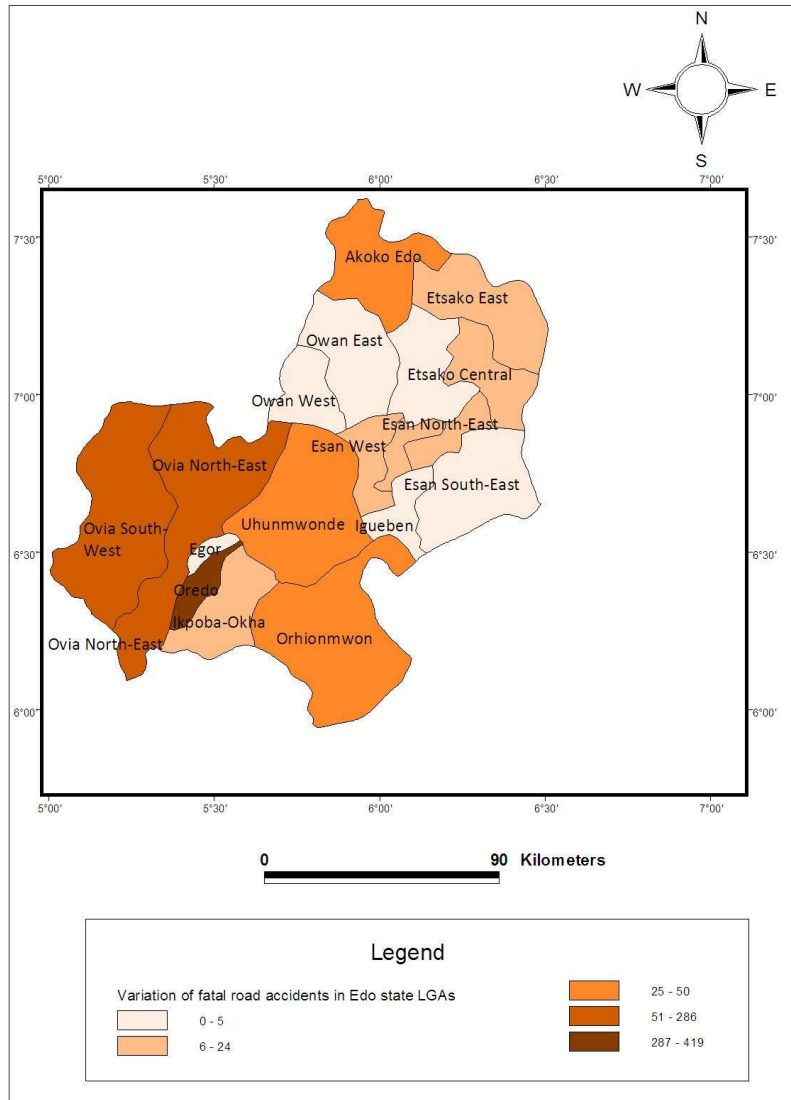 N
W E
S
5°00' 5°30' 6°00' 6°30' 7°00'
7°30' 7°30'
Akoko Edo
Etsako East
Owan East
Etsako Central
7°00' 7°00'
Owan West
Esan North-East
Esan West
Ovia North-East
Esan South-East
Uhunmwonde
Igueben
Ovia South-
West
Egor
6°30' 6°30'
Oredo
Ikpoba-Okha
Ovia North-East
Orhionmwon
6°00' 6°00'
5°00' 5°30' 6°00' 6°30' 7°00'
0 90 Kilometers
Legend
Variation of fatal road accidents in Edo state LGAs
0 - 5
6 - 24
25 - 50
51 - 286
287 - 419